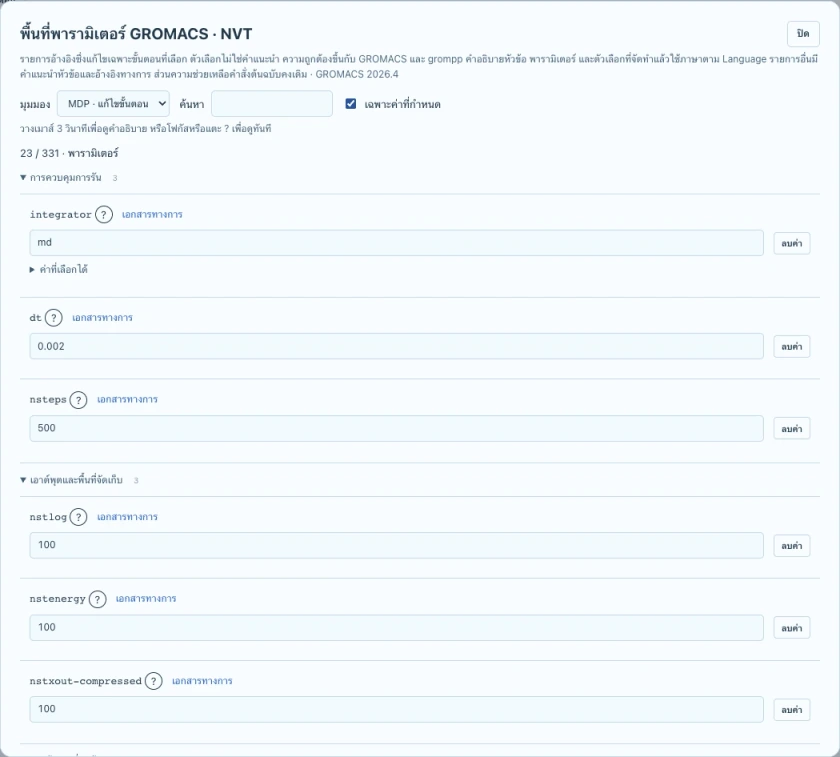 พื้นที่พารามิเตอร์ GROMACS · NVT
ปิด
รายการอ้างอิงซึ่งแก้ไขเฉพาะขั้นตอนที่เลือก ตัวเลือกไม่ใช่คำแนะนำ ความถูกต้องขึ้นกับ GROMACS และ grompp คำอธิบายหัวข้อ พารามิเตอร์ และตัวเลือกที่จัดทำแล้วใช้ภาษาตาม Language รายการอื่นมี
คำแนะนำหัวข้อและอ้างอิงทางการ ส่วนความช่วยเหลือคำสั่งต้นฉบับคงเดิม · GROMACS 2026.4
มุมมอง MDP · แก้ไขขั้นตอน ค้นหา เฉพาะค่าที่กำหนด
วางเมาส์ 3 วินาทีเพื่อดูคำอธิบาย หรือโฟกัสหรือแตะ ? เพื่อดูทันที
23 / 331 · พารามิเตอร์
▼ การควบคุมการรัน 3
integrator ? เอกสารทางการ
md ลบค่า
▶ ค่าที่เลือกได้
dt ? เอกสารทางการ
0.002 ลบค่า
nsteps ? เอกสารทางการ
500 ลบค่า
▼ เอาต์พุตและพื้นที่จัดเก็บ 3
nstlog ? เอกสารทางการ
100 ลบค่า
nstenergy ? เอกสารทางการ
100 ลบค่า
nstxout-compressed ? เอกสารทางการ
100 ลบค่า